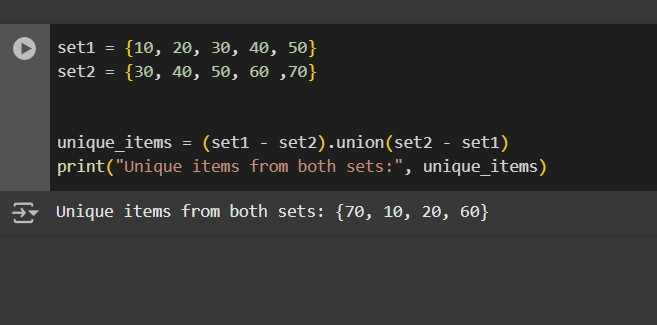 set1 = {10, 20, 30, 40, 50}
set2 = {30, 40, 50, 60 ,70}
unique_items = (set1 - set2).union(set2 - set1)
print("Unique items from both sets:", unique_items)
Unique items from both sets: {70, 10, 20, 60}